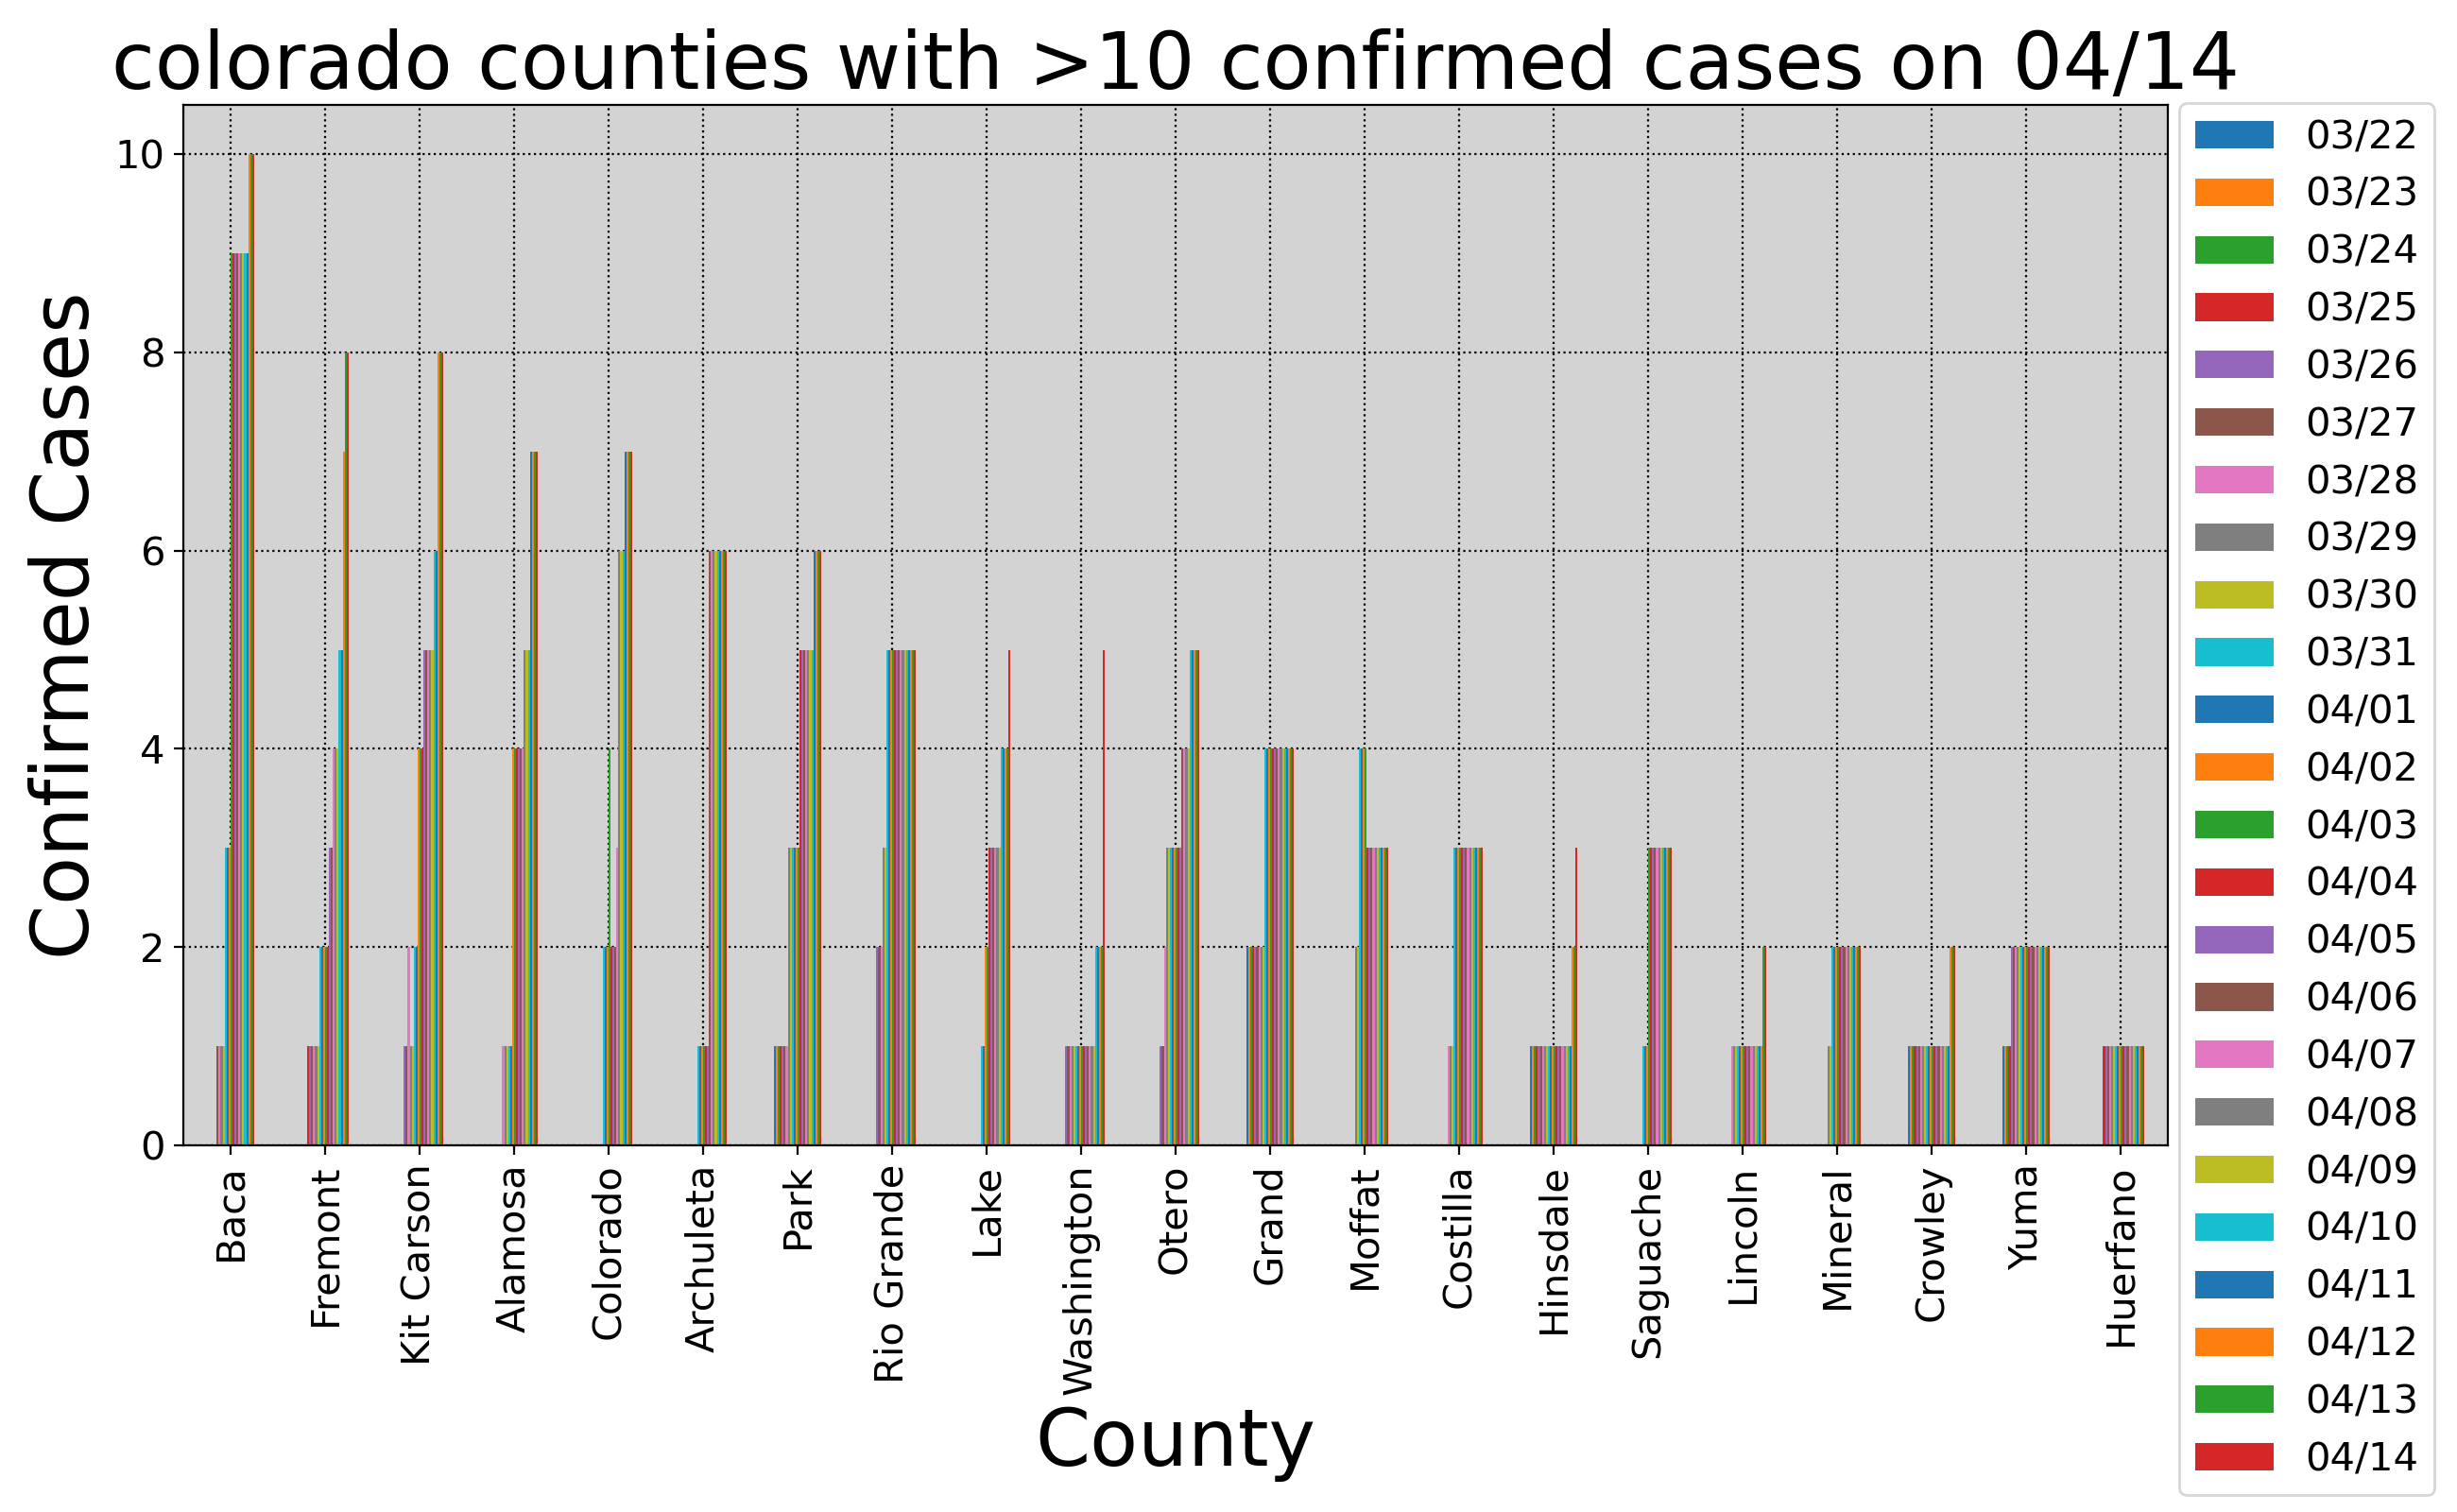 colorado counties with >10 confirmed cases on 04/14
Confirmed Cases
10
8
6
4
2
0
Baca
Fremont
Kit Carson
Alamosa
Colorado
Archuleta
Park
Rio Grande
Lake
Washington
Otero
Grand
Moffat
Costilla
Hinsdale
Saguache
Lincoln
Mineral
Crowley
Yuma
Huerfano
County
03/22
03/23
03/24
03/25
03/26
03/27
03/28
03/29
03/30
03/31
04/01
04/02
04/03
04/04
04/05
04/06
04/07
04/08
04/09
04/10
04/11
04/12
04/13
04/14